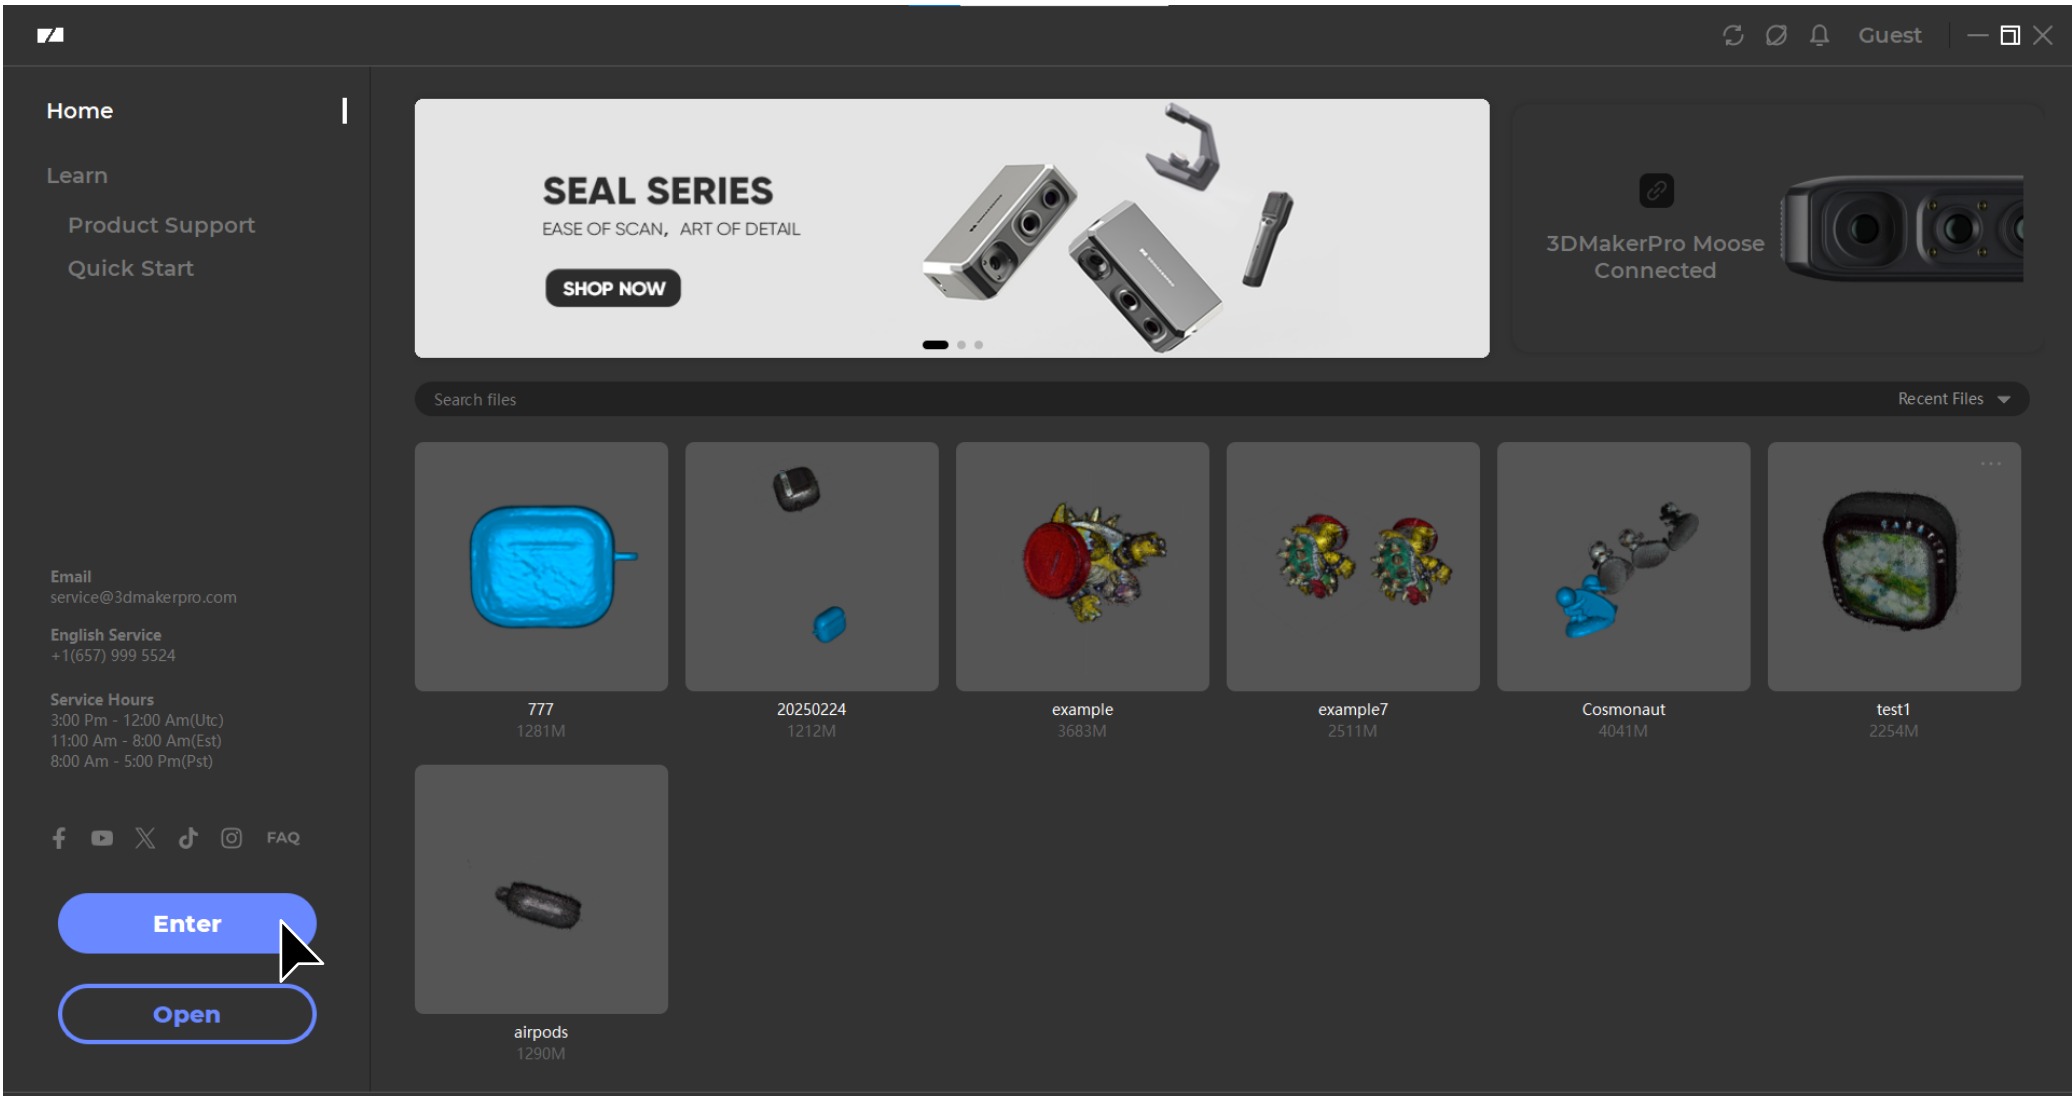 Guest
Home
Learn
Product Support
Quick Start
SEAL SERIES
EASE OF SCAN, ART OF DETAIL
SHOP NOW
3DMakerPro Moose
Connected
Search files
Recent Files
777
1281M
20250224
1212M
example
3683M
example7
2511M
Cosmonaut
4041M
test1
2254M
airpods
1290M
Email
service@3dmakerpro.com
English Service
+1(657) 999 5524
Service Hours
3:00 Pm - 12:00 Am(Utc)
11:00 Am - 8:00 Am(Est)
8:00 Am - 5:00 Pm(Pst)
FAQ
Enter
Open